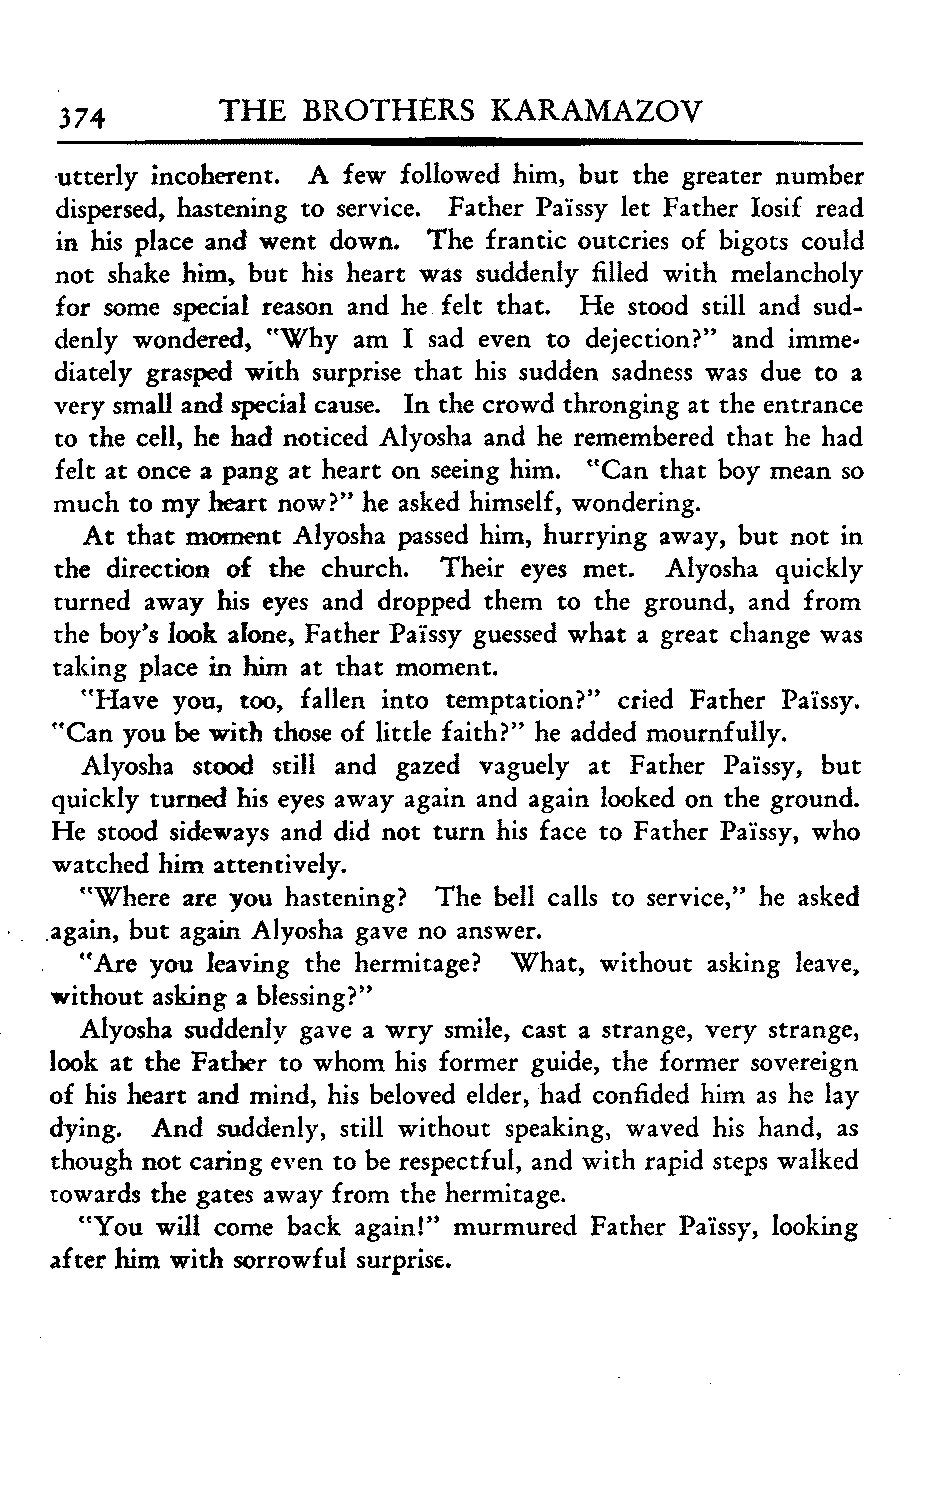 374 THE BROTHERS KARAMAZOV
utterly incoherent. A few followed him, but the greater number
dispersed, hastening to service. Father Païssy let Father Iosif read
in his place and went down. The frantic outcries of bigots could
not shake him, but his heart was suddenly filled with melancholy
for some special reason and he felt that. He stood still and sud-
denly wondered, "Why am I sad even to dejection?" and imme-
diately grasped with surprise that his sudden sadness was due to a
very small and special cause. In the crowd thronging at the entrance
to the cell, he had noticed Alyosha and he remembered that he had
felt at once a pang at heart on seeing him. "Can that boy mean so
much to my heart now?" he asked himself, wondering.
At that moment Alyosha passed him, hurrying away, but not in
the direction of the church. Their eyes met. Alyosha quickly
turned away his eyes and dropped them to the ground, and from
the boy's look alone, Father Païssy guessed what a great change was
taking place in him at that moment.
"Have you, too, fallen into temptation?" cried Father Païssy.
"Can you be with those of little faith?" he added mournfully.
Alyosha stood still and gazed vaguely at Father Païssy, but
quickly turned his eyes away again and again looked on the ground.
He stood sideways and did not turn his face to Father Païssy, who
watched him attentively.
"Where are you hastening? The bell calls to service," he asked
again, but again Alyosha gave no answer.
"Are you leaving the hermitage? What, without asking leave,
without asking a blessing?"
Alyosha suddenly gave a wry smile, cast a strange, very strange,
look at the Father to whom his former guide, the former sovereign
of his heart and mind, his beloved elder, had confided him as he lay
dying. And suddenly, still without speaking, waved his hand, as
though not caring even to be respectful, and with rapid steps walked
towards the gates away from the hermitage.
"You will come back again!" murmured Father Païssy, looking
after him with sorrowful surprise.